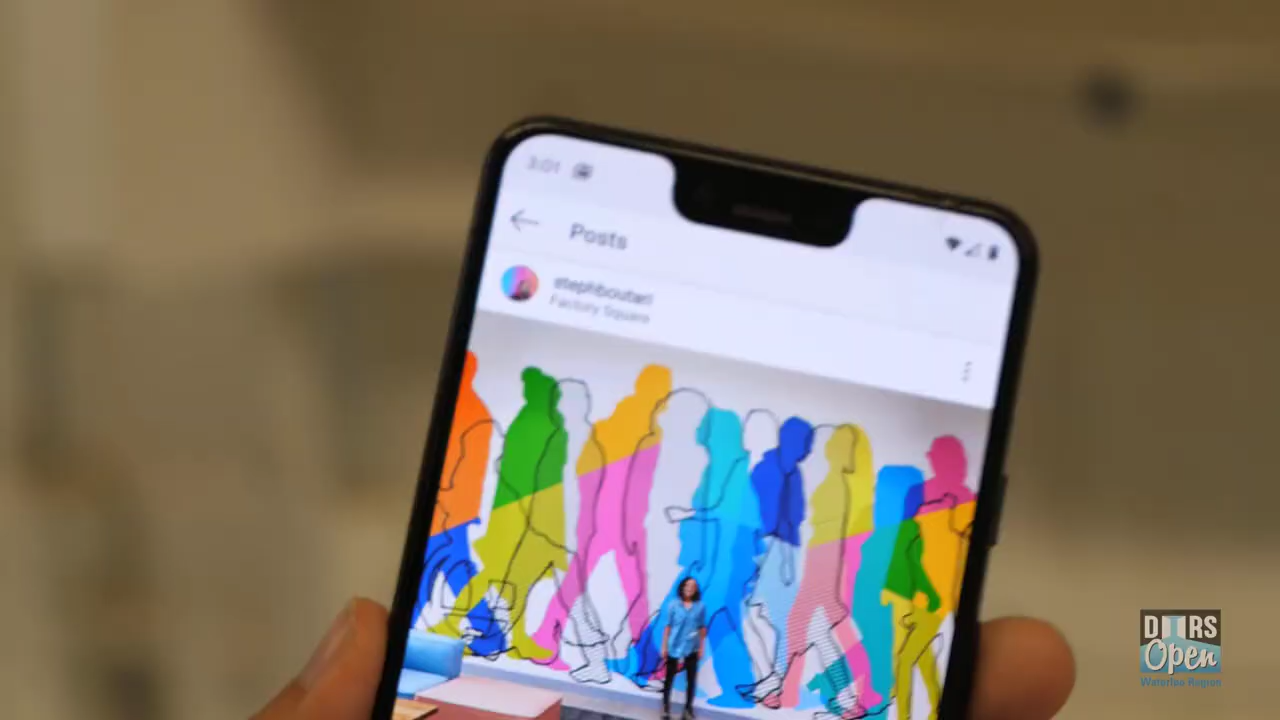 3:01
Posts
stephboutari
Factory Square
DOORS
Open
Waterloo Region